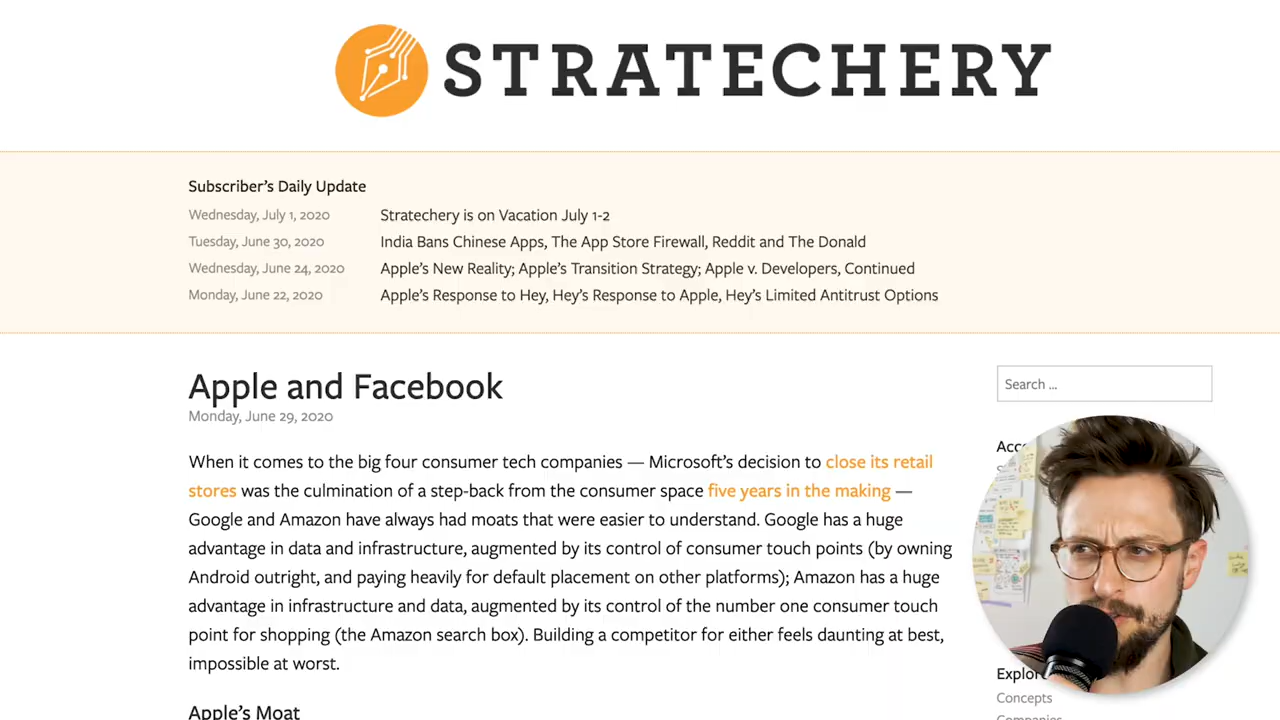 STRATECHERY
Subscriber's Daily Update
Wednesday, July 1, 2020 Stratechery is on Vacation July 1-2
Tuesday, June 30, 2020 India Bans Chinese Apps, The App Store Firewall, Reddit and The Donald
Wednesday, June 24, 2020 Apple's New Reality; Apple's Transition Strategy; Apple v. Developers, Continued
Monday, June 22, 2020 Apple's Response to Hey, Hey's Response to Apple, Hey's Limited Antitrust Options
Apple and Facebook
Monday, June 29, 2020
When it comes to the big four consumer tech companies — Microsoft's decision to close its retail
stores was the culmination of a step-back from the consumer space five years in the making —
Google and Amazon have always had moats that were easier to understand. Google has a huge
advantage in data and infrastructure, augmented by its control of consumer touch points (by owning
Android outright, and paying heavily for default placement on other platforms); Amazon has a huge
advantage in infrastructure and data, augmented by its control of the number one consumer touch
point for shopping (the Amazon search box). Building a competitor for either feels daunting at best,
impossible at worst.
Apple's Moat
Search ...
Concepts
Companies